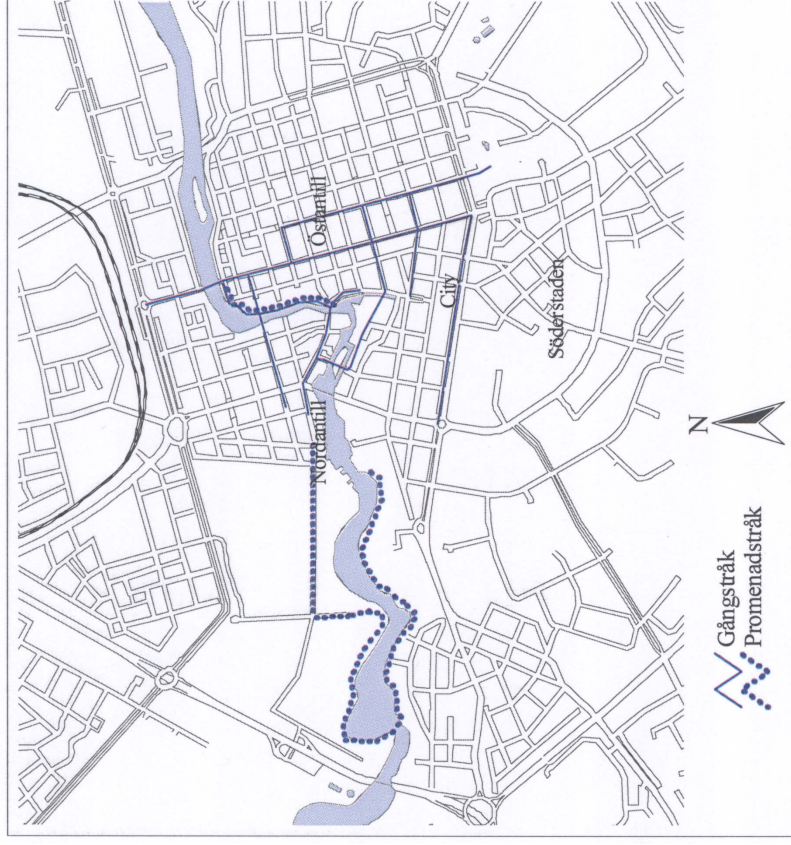 Östantill
City
Söderstaden
Nordantill
N
Gångstråk
Promenadstråk